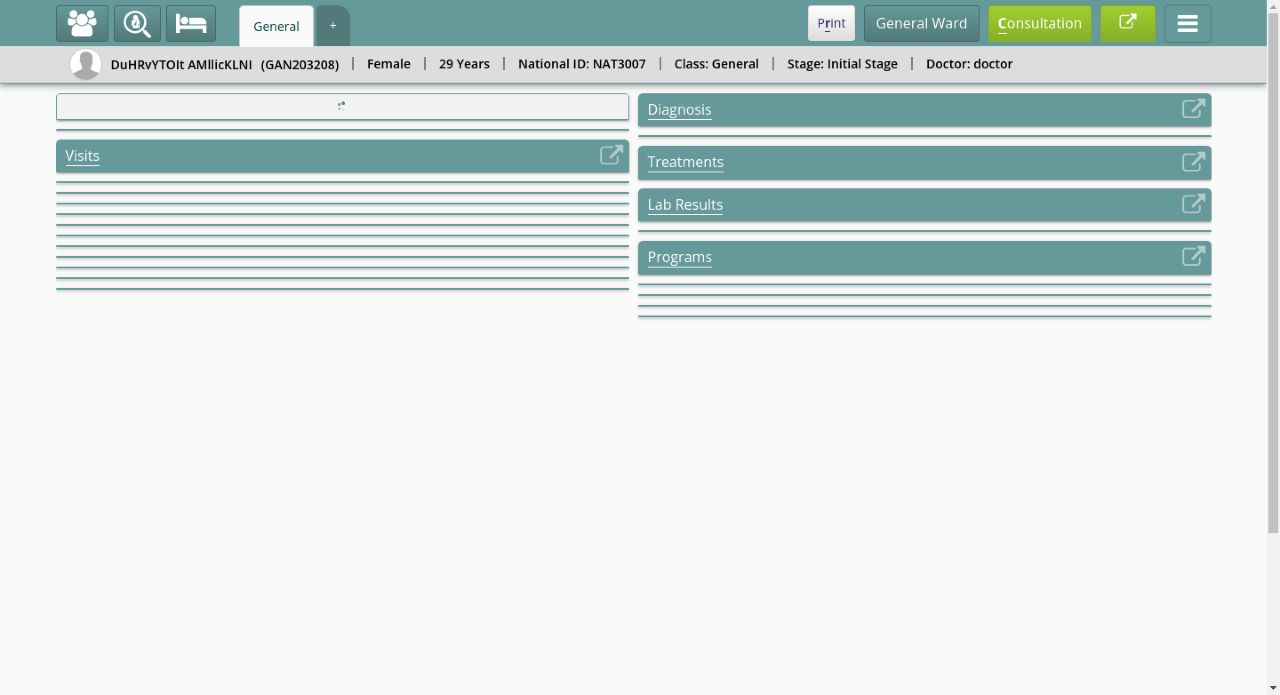 General
+
Print
General Ward
Consultation
DuHRvYTOIt AMIlicKLNI (GAN203208) | Female | 29 Years | National ID: NAT3007 | Class: General | Stage: Initial Stage | Doctor: doctor
Visits
Diagnosis
Treatments
Lab Results
Programs